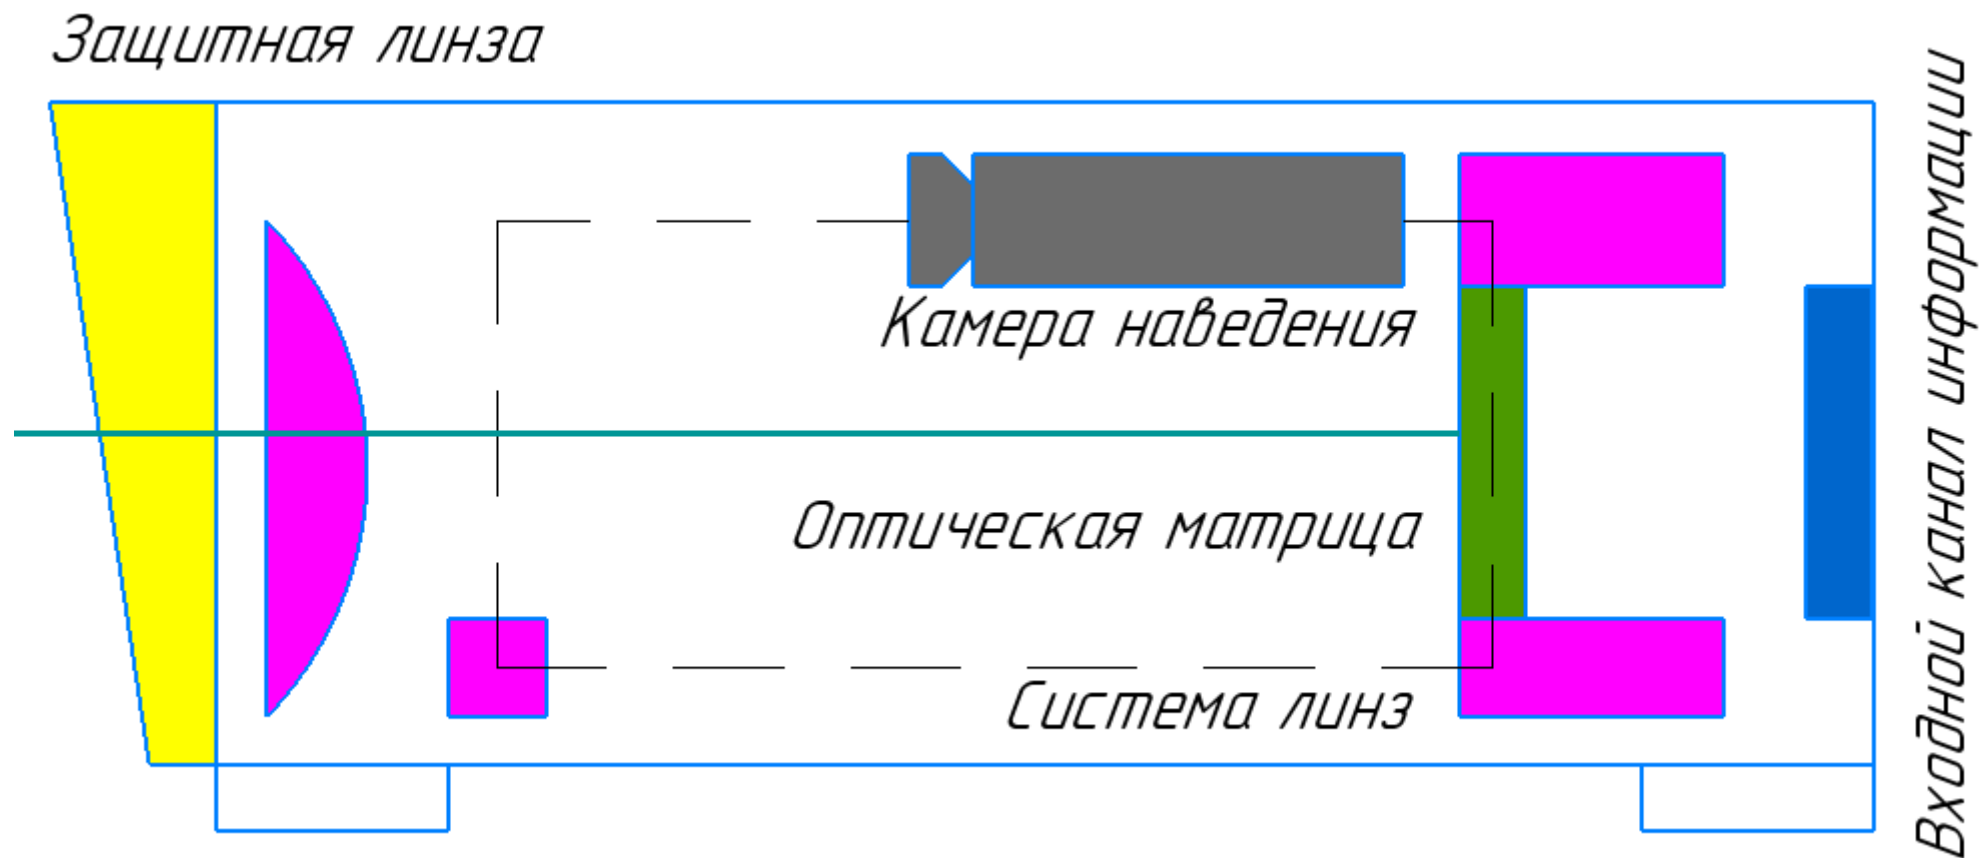 Защитная линза
Камера наведения
Оптическая матрица
Система линз
Входной канал информации